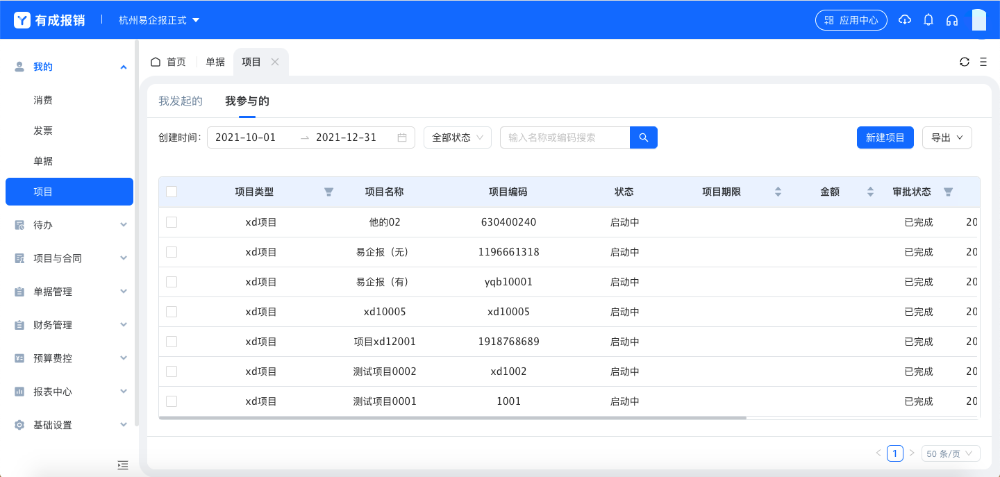 有成报销 杭州易企报正式 应用中心
我的
消费
发票
单据
项目
待办
项目与合同
单据管理
财务管理
预算费控
报表中心
基础设置
首页 单据 项目
我发起的 我参与的
创建时间: 2021-10-01 → 2021-12-31 全部状态 输入名称或编码搜索 新建项目 导出
项目类型 项目名称 项目编码 状态 项目期限 金额 审批状态
xd项目 他的02 630400240 启动中 已完成 20
xd项目 易企报（无） 1196661318 启动中 已完成 20
xd项目 易企报（有） yqb10001 启动中 已完成 20
xd项目 xd10005 xd10005 启动中 已完成 20
xd项目 项目xd12001 1918768689 启动中 已完成 20
xd项目 测试项目0002 xd1002 启动中 已完成 20
xd项目 测试项目0001 1001 启动中 已完成 20
1 50 条/页